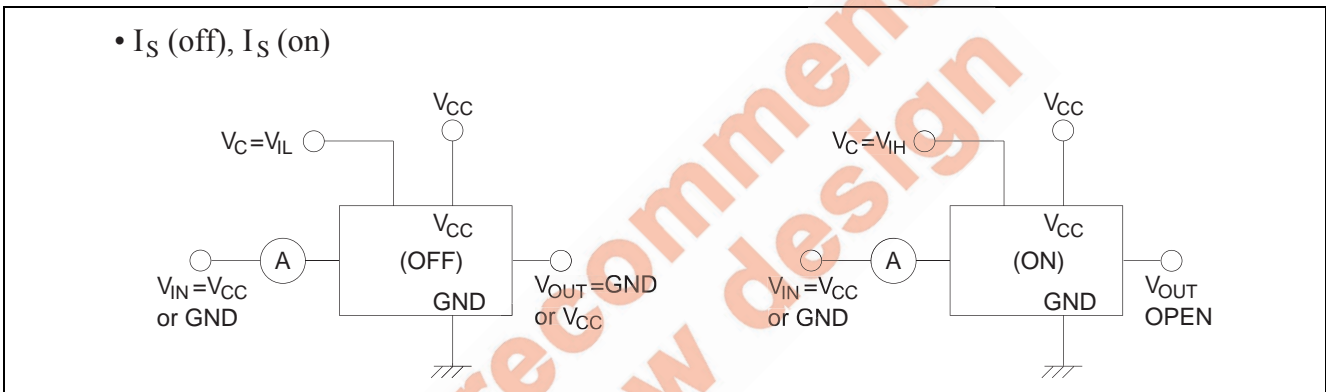 • I_S (off), I_S (on)
V_CC
V_C=V_IL
V_CC
(OFF)
GND
A
V_IN=V_CC
or GND
V_OUT=GND
or V_CC
V_CC
V_C=V_IH
V_CC
(ON)
GND
A
V_IN=V_CC
or GND
V_OUT
OPEN
design